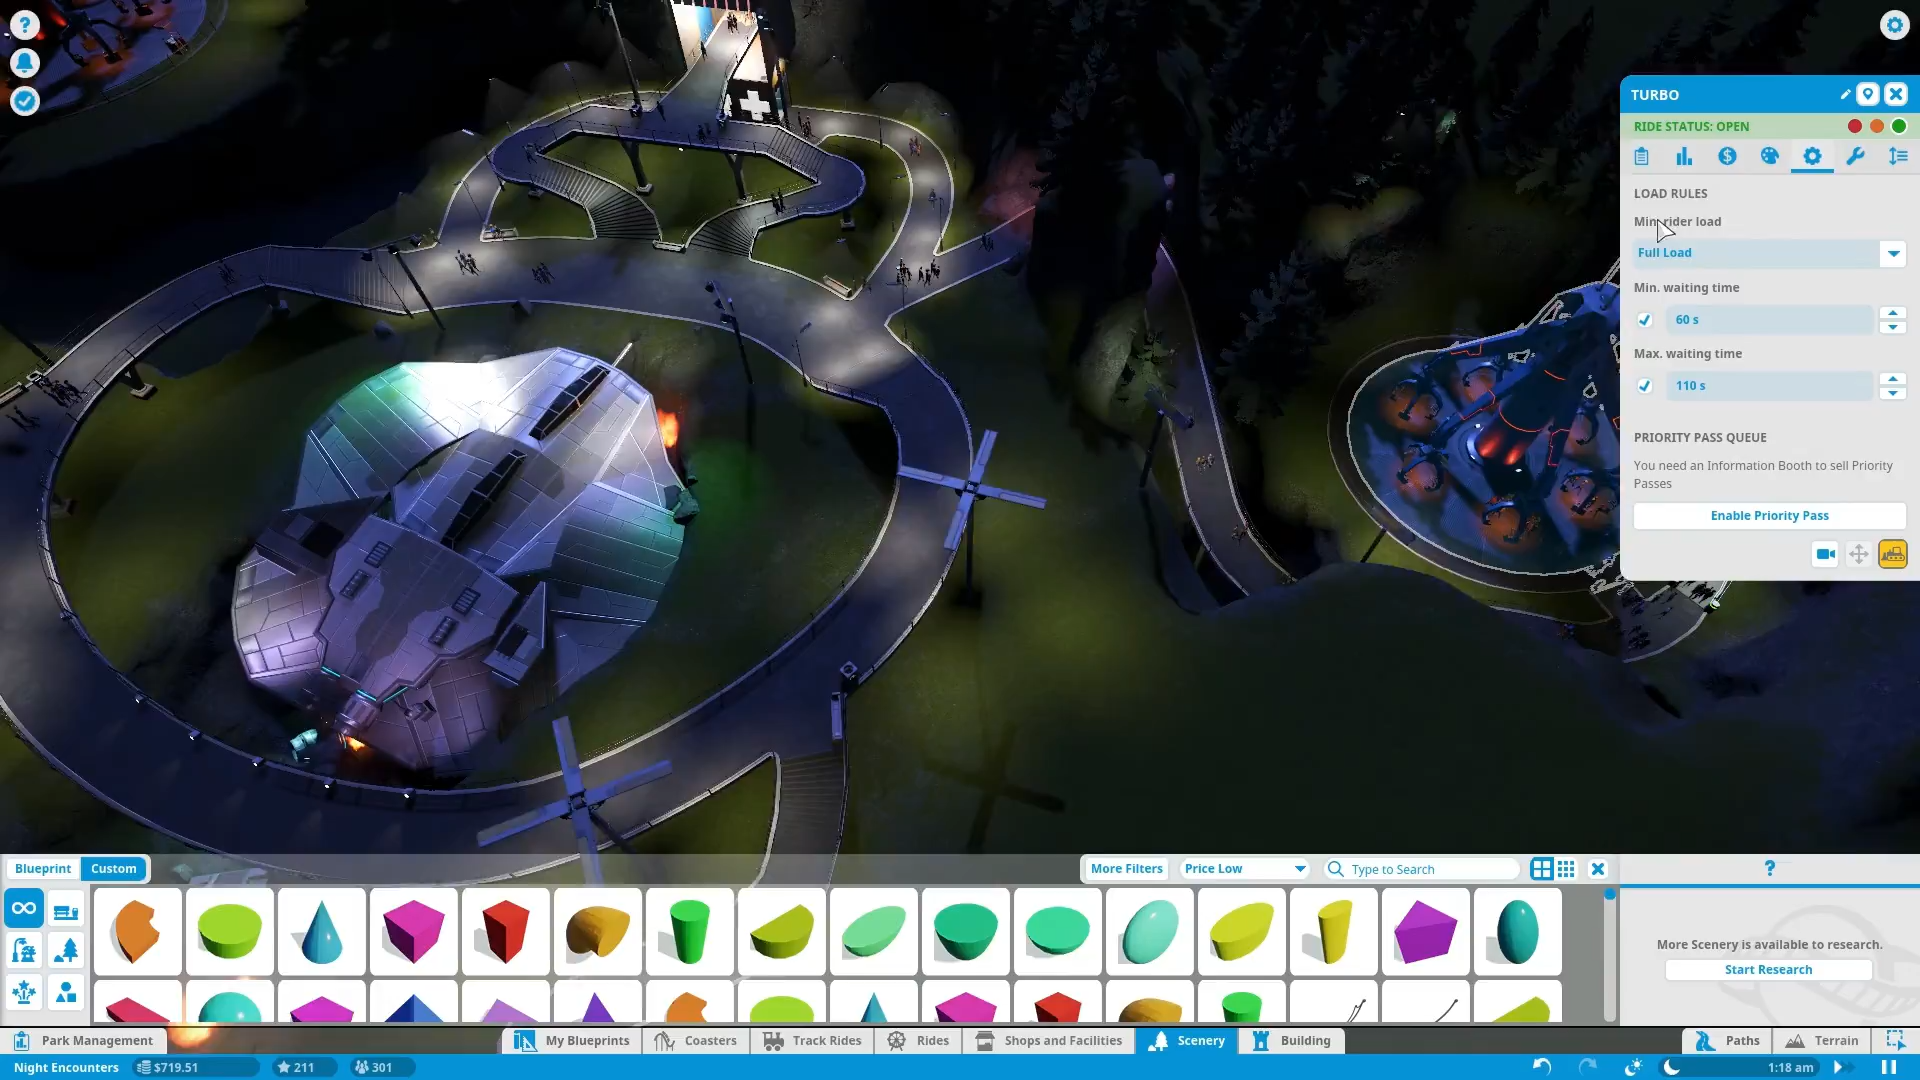 TURBO
RIDE STATUS: OPEN
LOAD RULES
Min rider load
Full Load
Min. waiting time
60 s
Max. waiting time
110 s
PRIORITY PASS QUEUE
You need an Information Booth to sell Priority
Passes
Enable Priority Pass
Blueprint Custom
More Filters Price Low Type to Search
More Scenery is available to research.
Start Research
Park Management My Blueprints Coasters Track Rides Rides Shops and Facilities Scenery Building Paths Terrain
Night Encounters $719.51 211 301 1:18 am